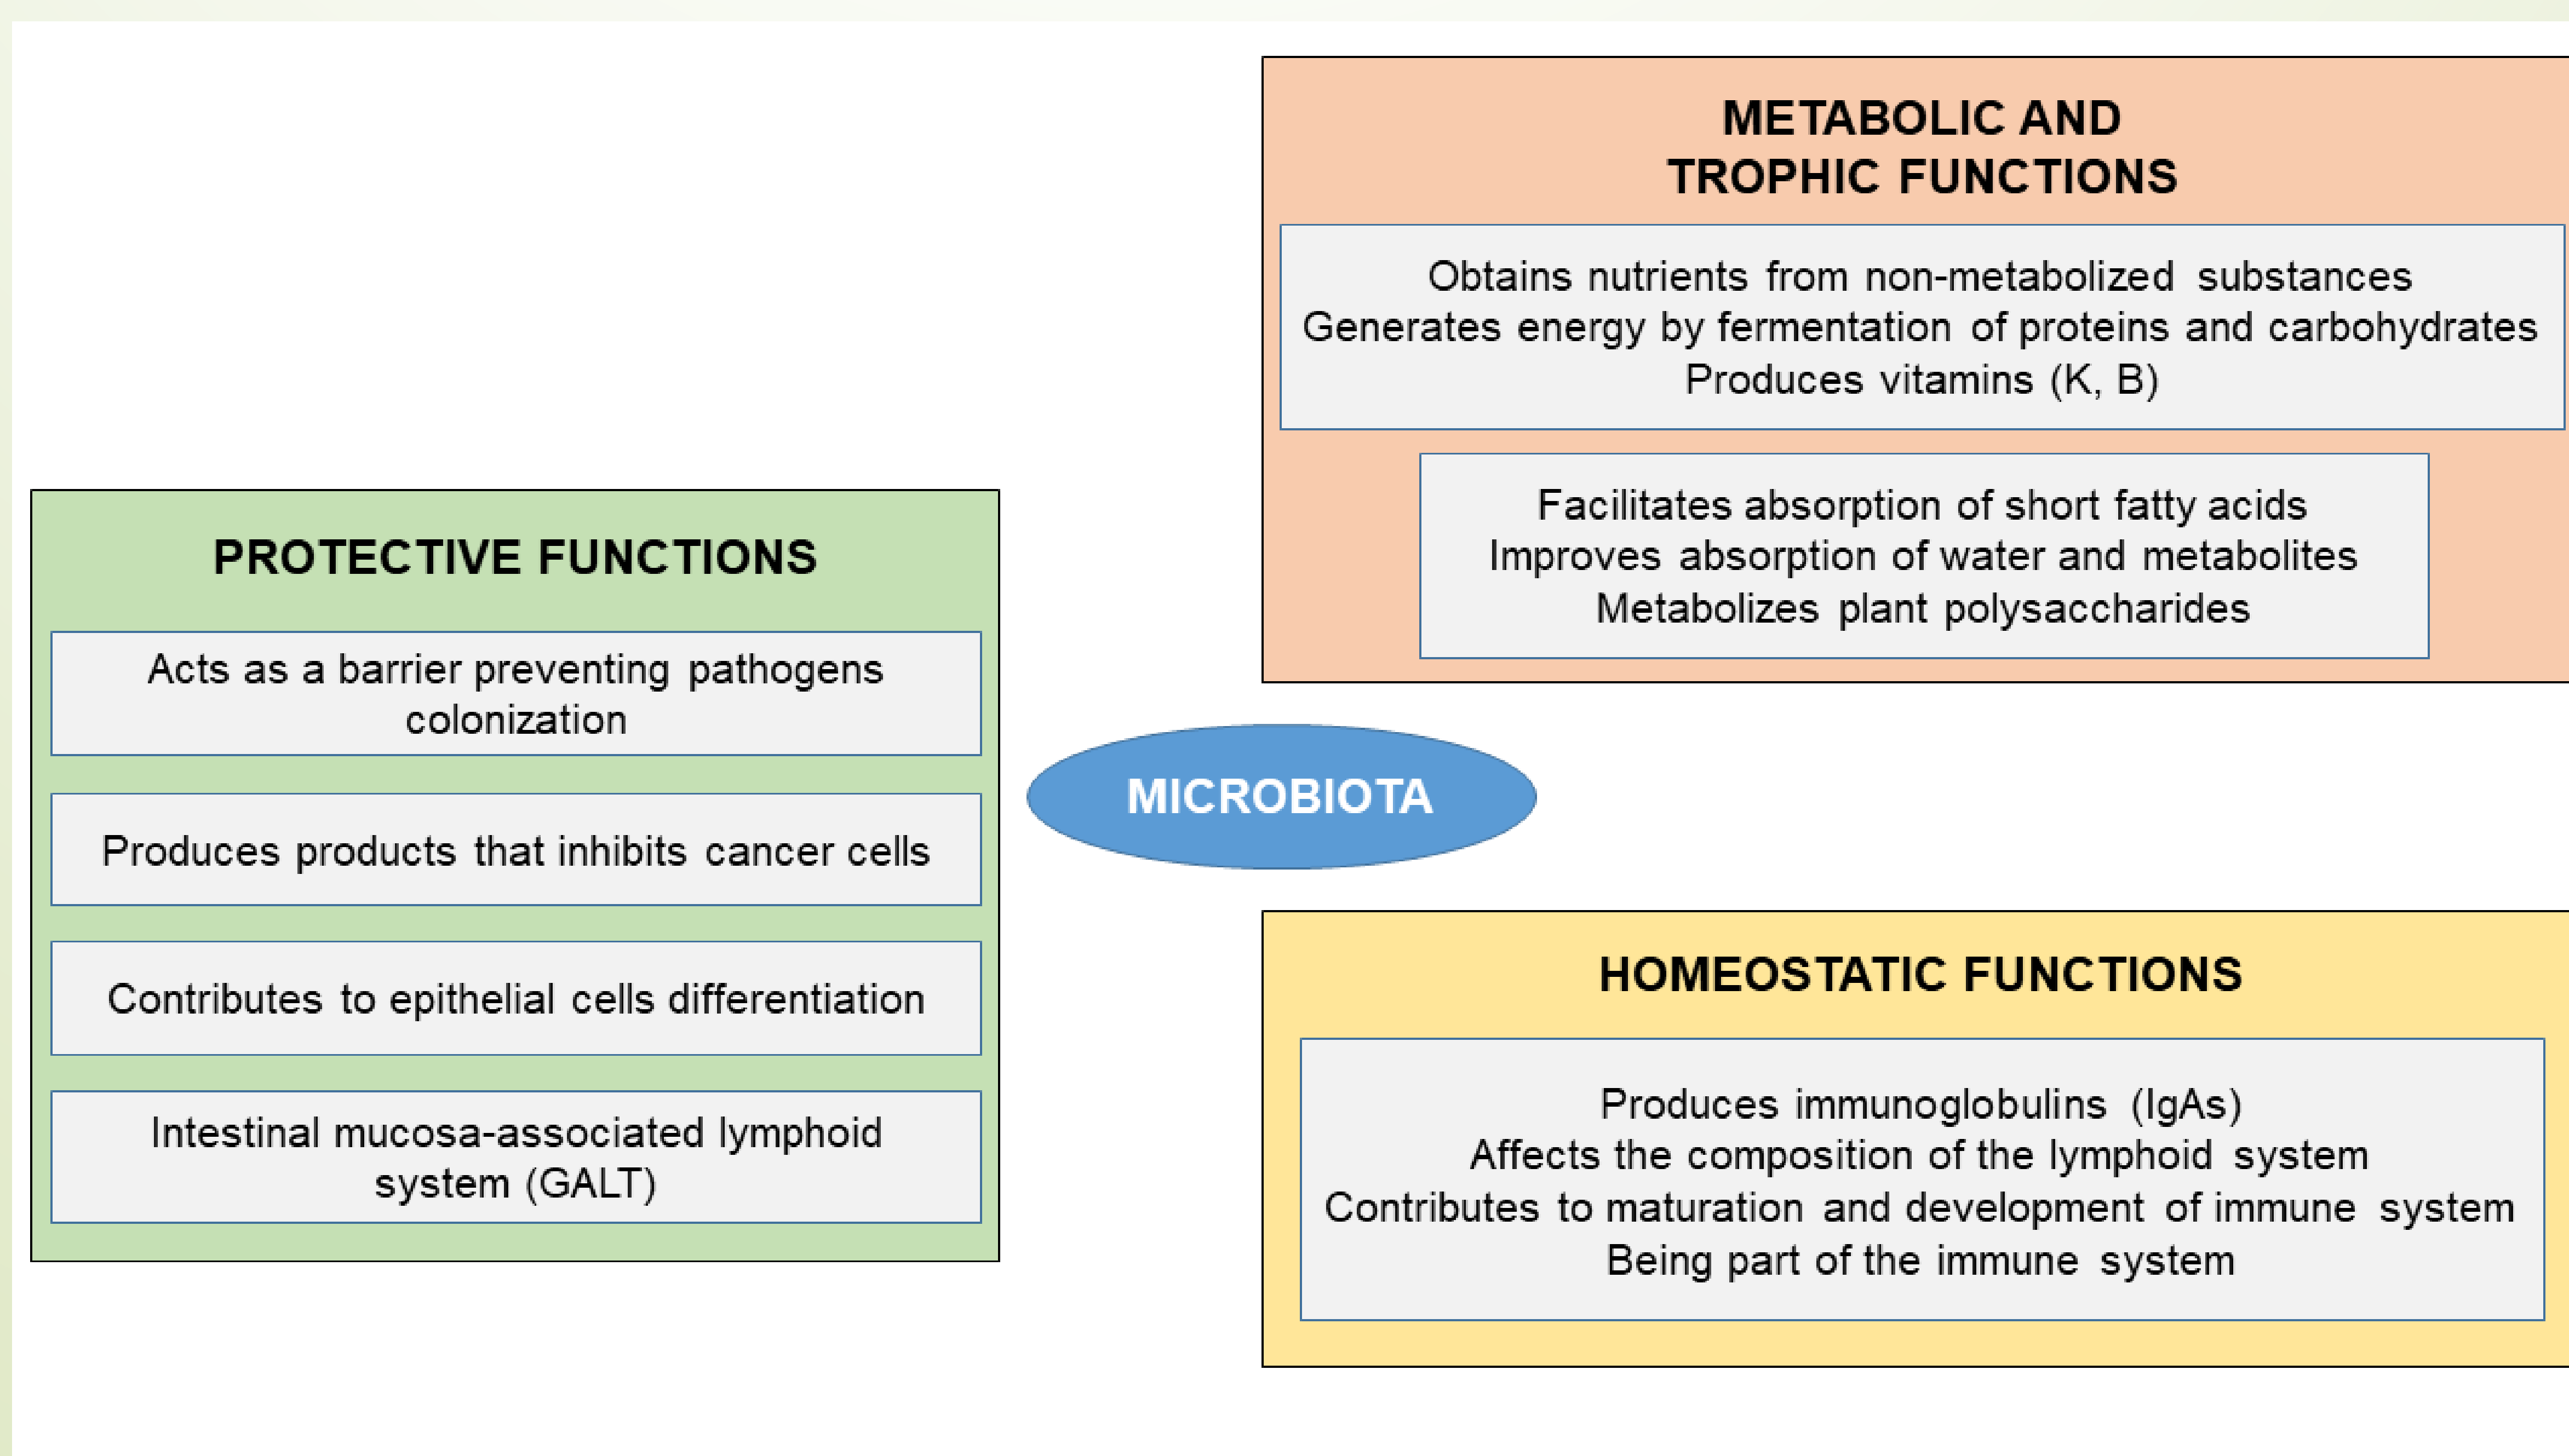 METABOLIC AND
TROPHIC FUNCTIONS
Obtains nutrients from non-metabolized substances
Generates energy by fermentation of proteins and carbohydrates
Produces vitamins (K, B)
Facilitates absorption of short fatty acids
Improves absorption of water and metabolites
Metabolizes plant polysaccharides
PROTECTIVE FUNCTIONS
Acts as a barrier preventing pathogens
colonization
Produces products that inhibits cancer cells
Contributes to epithelial cells differentiation
Intestinal mucosa-associated lymphoid
system (GALT)
MICROBIOTA
HOMEOSTATIC FUNCTIONS
Produces immunoglobulins (IgAs)
Affects the composition of the lymphoid system
Contributes to maturation and development of immune system
Being part of the immune system